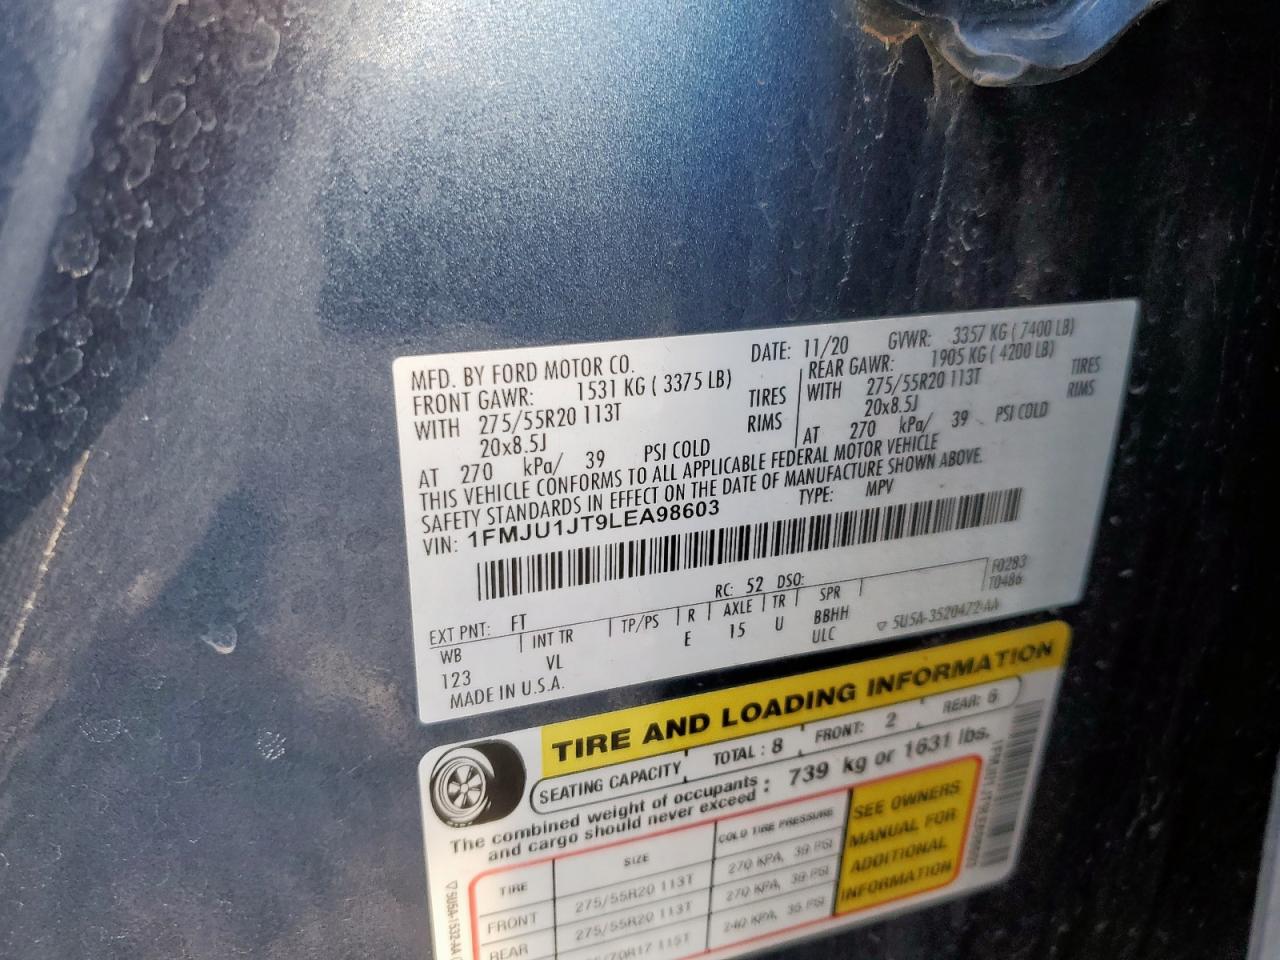 MFD. BY FORD MOTOR CO.
DATE: 11/20 GVWR: 3357 KG ( 7400 LB)
FRONT GAWR: 1531 KG ( 3375 LB)
REAR GAWR: 1905 KG ( 4200 LB)
WITH 275/55R20 113T TIRES
WITH 275/55R20 113T TIRES
20x8.5J RIMS
20x8.5J RIMS
AT 270 kPa/ 39 PSI COLD
AT 270 kPa/ 39 PSI COLD
THIS VEHICLE CONFORMS TO ALL APPLICABLE FEDERAL MOTOR VEHICLE
SAFETY STANDARDS IN EFFECT ON THE DATE OF MANUFACTURE SHOWN ABOVE.
VIN: 1FMJU1JT9LEA98603 TYPE: MPV
F0283
T0486
EXT PNT: FT RC: 52 DSO:
WB INT TR TP/PS R AXLE TR SPR
123 VL E 15 U BBHH
ULC
MADE IN U.S.A.
▽ 5U5A-3520472-AA
TIRE AND LOADING INFORMATION
SEATING CAPACITY TOTAL : 8 FRONT: 2 REAR: 6
The combined weight of occupants
and cargo should never exceed : 739 kg or 1631 lbs.
TIRE SIZE COLD TIRE PRESSURE
FRONT 275/55R20 113T 270 KPA, 39 PSI
REAR 275/55R20 113T 270 KPA, 39 PSI
70R17 115T 240 KPA, 35 PSI
SEE OWNERS
MANUAL FOR
ADDITIONAL
INFORMATION
▽ 5U5A-1532-AA